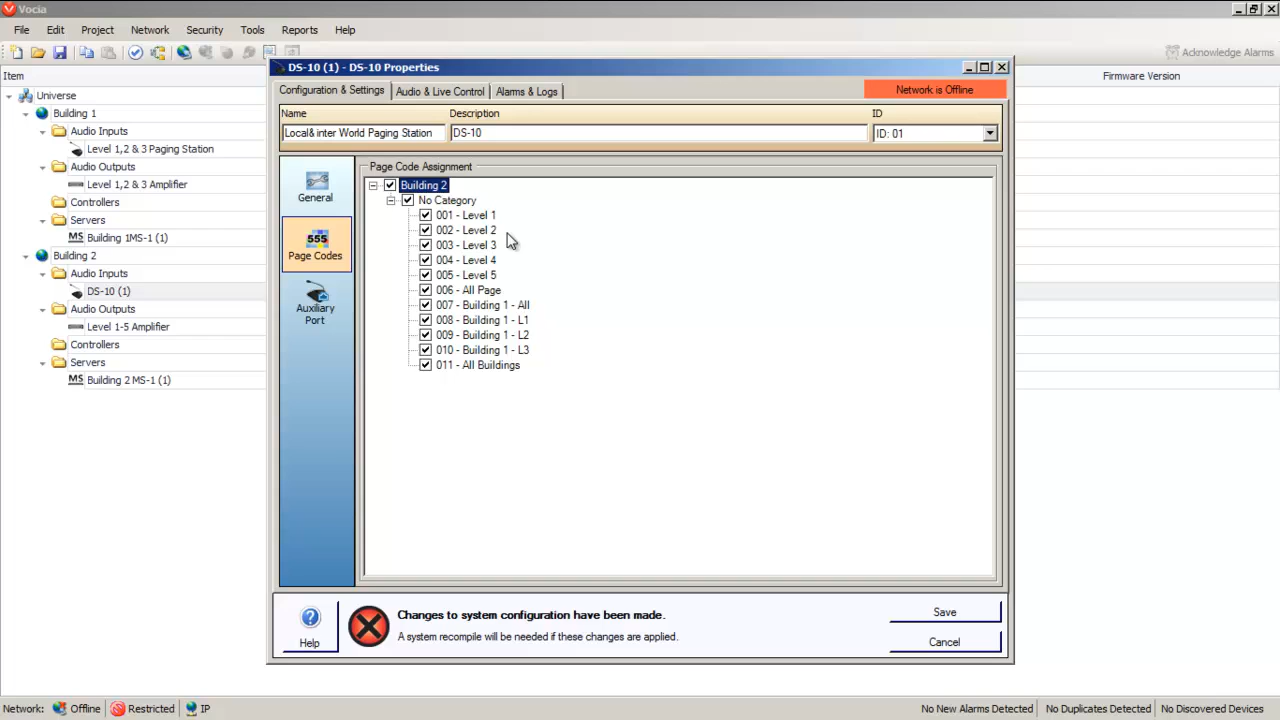 Vocia
File Edit Project Network Security Tools Reports Help
Acknowledge Alarms
Item
Firmware Version
Universe
Building 1
Audio Inputs
Level 1,2 & 3 Paging Station
Audio Outputs
Level 1,2 & 3 Amplifier
Controllers
Servers
MS Building 1MS-1 (1)
Building 2
Audio Inputs
DS-10 (1)
Audio Outputs
Level 1-5 Amplifier
Controllers
Servers
MS Building 2 MS-1 (1)
DS-10 (1) - DS-10 Properties
Configuration & Settings Audio & Live Control Alarms & Logs Network is Offline
Name Description ID
Local& inter World Paging Station DS-10 ID: 01
General
555
Page Codes
Auxiliary
Port
Page Code Assignment
Building 2
No Category
001 - Level 1
002 - Level 2
003 - Level 3
004 - Level 4
005 - Level 5
006 - All Page
007 - Building 1 - All
008 - Building 1 - L1
009 - Building 1 - L2
010 - Building 1 - L3
011 - All Buildings
Help
Changes to system configuration have been made.
A system recompile will be needed if these changes are applied.
Save
Cancel
Network: Offline Restricted IP No New Alarms Detected No Duplicates Detected No Discovered Devices